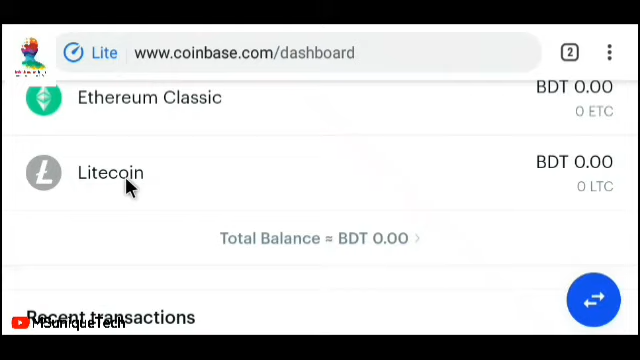 Lite www.coinbase.com/dashboard 2
Ethereum Classic BDT 0.00
0 ETC
Litecoin BDT 0.00
0 LTC
Total Balance ≈ BDT 0.00 >
Recent transactions
MSuniqueTech